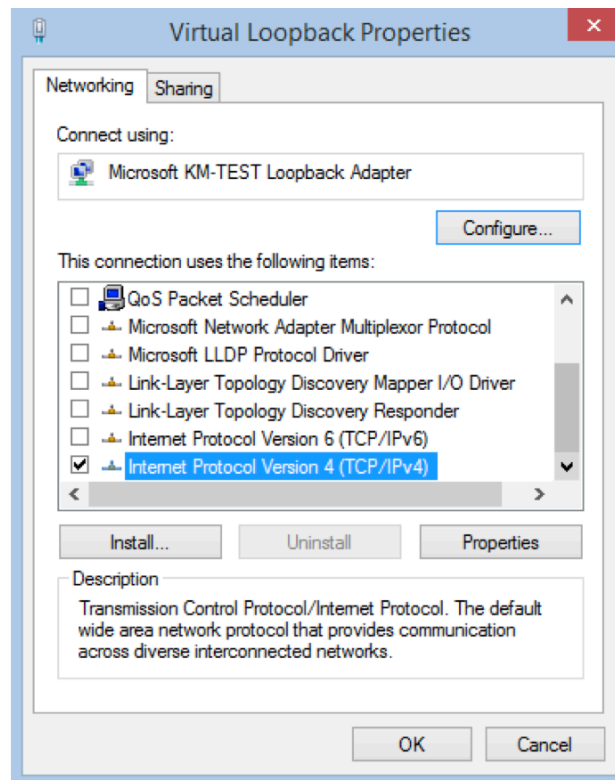 Virtual Loopback Properties
Networking
Sharing
Connect using:
Microsoft KM-TEST Loopback Adapter
Configure...
This connection uses the following items:
QoS Packet Scheduler
Microsoft Network Adapter Multiplexor Protocol
Microsoft LLDP Protocol Driver
Link-Layer Topology Discovery Mapper I/O Driver
Link-Layer Topology Discovery Responder
Internet Protocol Version 6 (TCP/IPv6)
Internet Protocol Version 4 (TCP/IPv4)
Install...
Uninstall
Properties
Description
Transmission Control Protocol/Internet Protocol. The default
wide area network protocol that provides communication
across diverse interconnected networks.
OK
Cancel